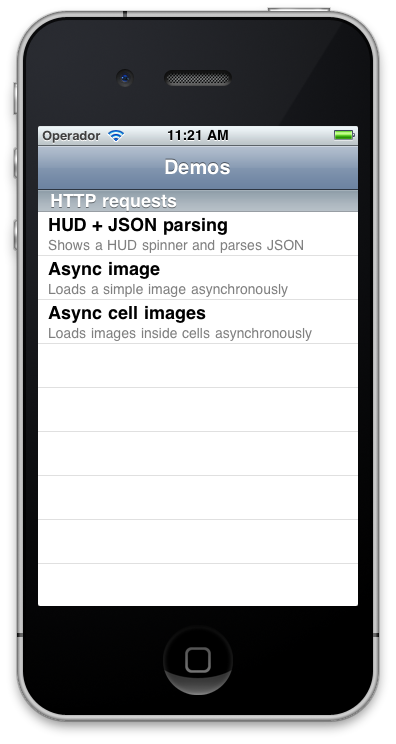 Operador 11:21 AM
Demos
HTTP requests
HUD + JSON parsing
Shows a HUD spinner and parses JSON
Async image
Loads a simple image asynchronously
Async cell images
Loads images inside cells asynchronously